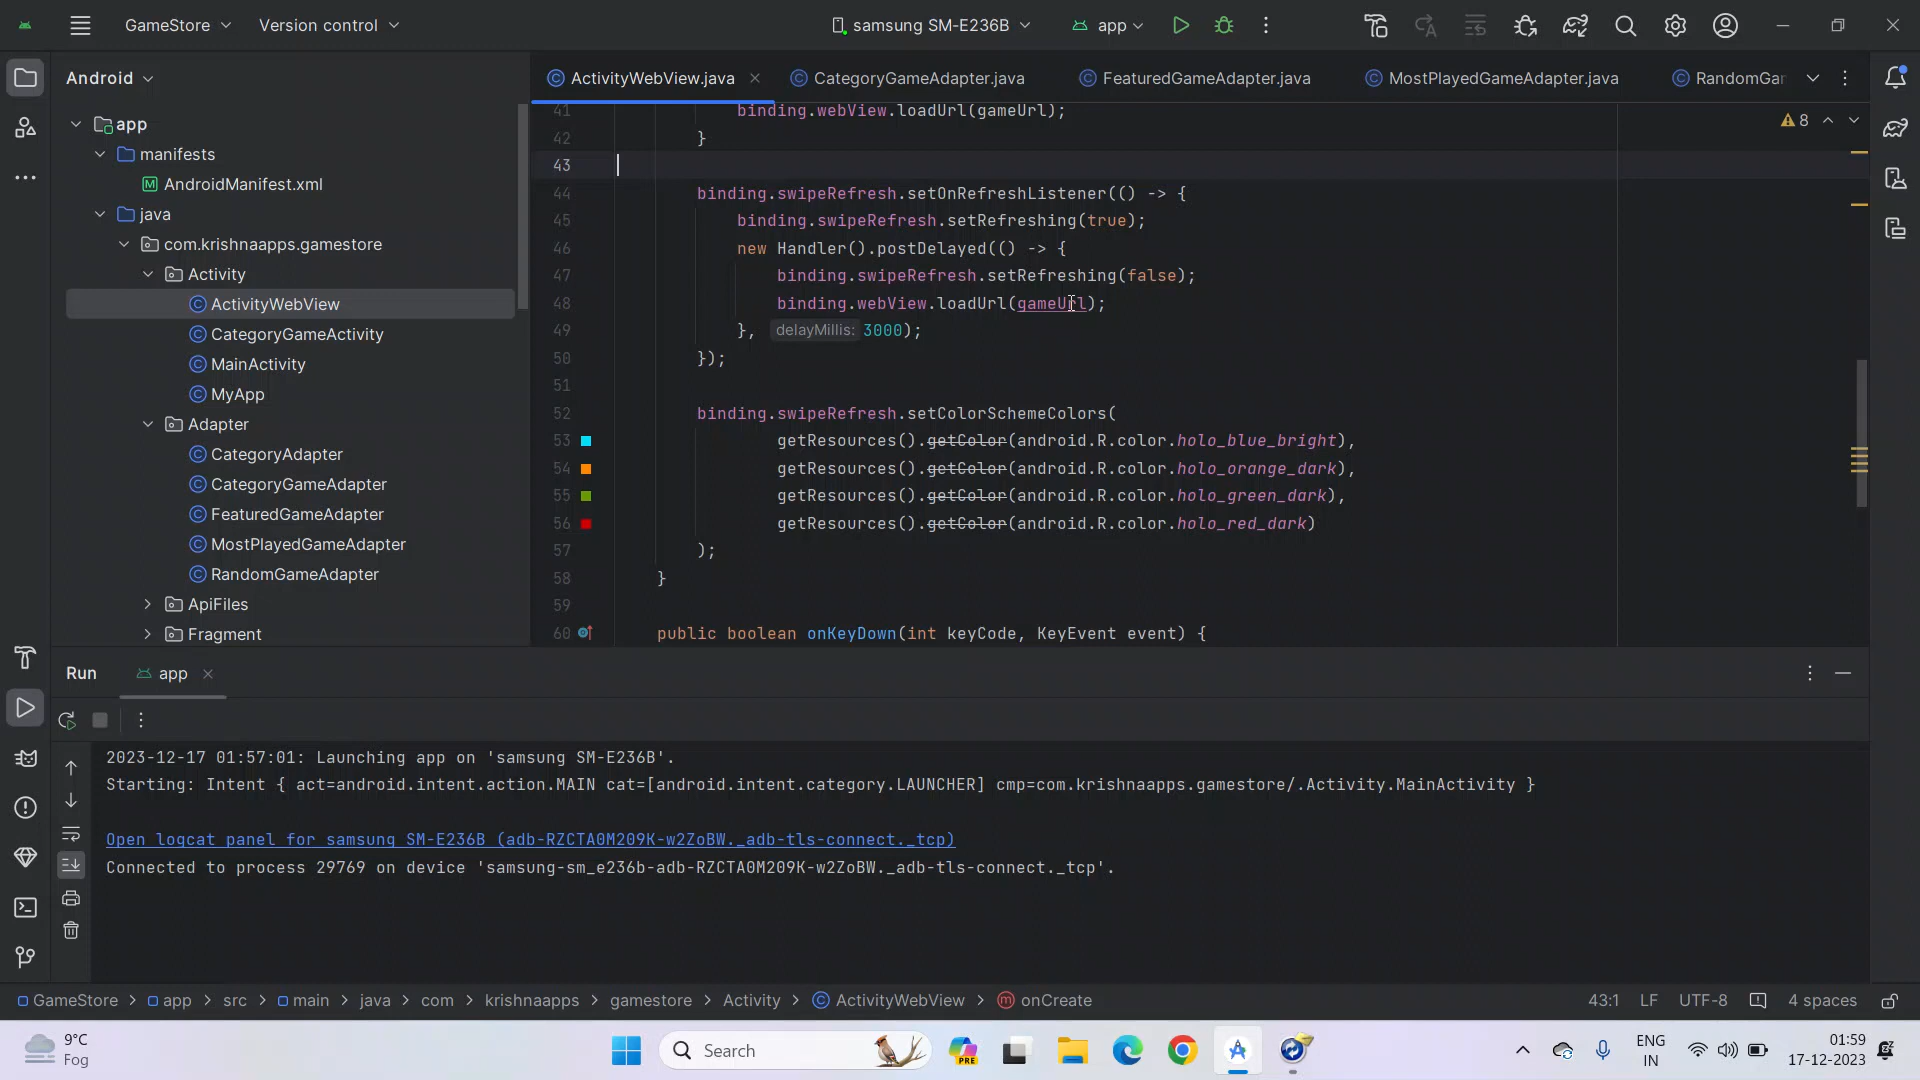 GameStore
Version control
samsung SM-E236B
app
Android
ActivityWebView.java
CategoryGameAdapter.java
FeaturedGameAdapter.java
MostPlayedGameAdapter.java
RandomGar
app
manifests
AndroidManifest.xml
java
com.krishnaapps.gamestore
Activity
ActivityWebView
CategoryGameActivity
MainActivity
MyApp
Adapter
CategoryAdapter
CategoryGameAdapter
FeaturedGameAdapter
MostPlayedGameAdapter
RandomGameAdapter
ApiFiles
Fragment
8
41 binding.webView.loadUrl(gameUrl);
42 }
43
44 binding.swipeRefresh.setOnRefreshListener(() -> {
45 binding.swipeRefresh.setRefreshing(true);
46 new Handler().postDelayed(() -> {
47 binding.swipeRefresh.setRefreshing(false);
48 binding.webView.loadUrl(gameUrl);
49 }, delayMillis: 3000);
50 });
51
52 binding.swipeRefresh.setColorSchemeColors(
53 getResources().getColor(android.R.color.holo_blue_bright),
54 getResources().getColor(android.R.color.holo_orange_dark),
55 getResources().getColor(android.R.color.holo_green_dark),
56 getResources().getColor(android.R.color.holo_red_dark)
57 );
58 }
59
60 public boolean onKeyDown(int keyCode, KeyEvent event) {
Run
app
2023-12-17 01:57:01: Launching app on 'samsung SM-E236B'.
Starting: Intent { act=android.intent.action.MAIN cat=[android.intent.category.LAUNCHER] cmp=com.krishnaapps.gamestore/.Activity.MainActivity }
Open logcat panel for samsung SM-E236B (adb-RZCTA0M209K-w2ZoBW._adb-tls-connect._tcp)
Connected to process 29769 on device 'samsung-sm_e236b-adb-RZCTA0M209K-w2ZoBW._adb-tls-connect._tcp'.
GameStore > app > src > main > java > com > krishnaapps > gamestore > Activity > ActivityWebView > onCreate
43:1 LF UTF-8 4 spaces
9°C
Fog
Search
PRE
ENG
IN
01:59
17-12-2023